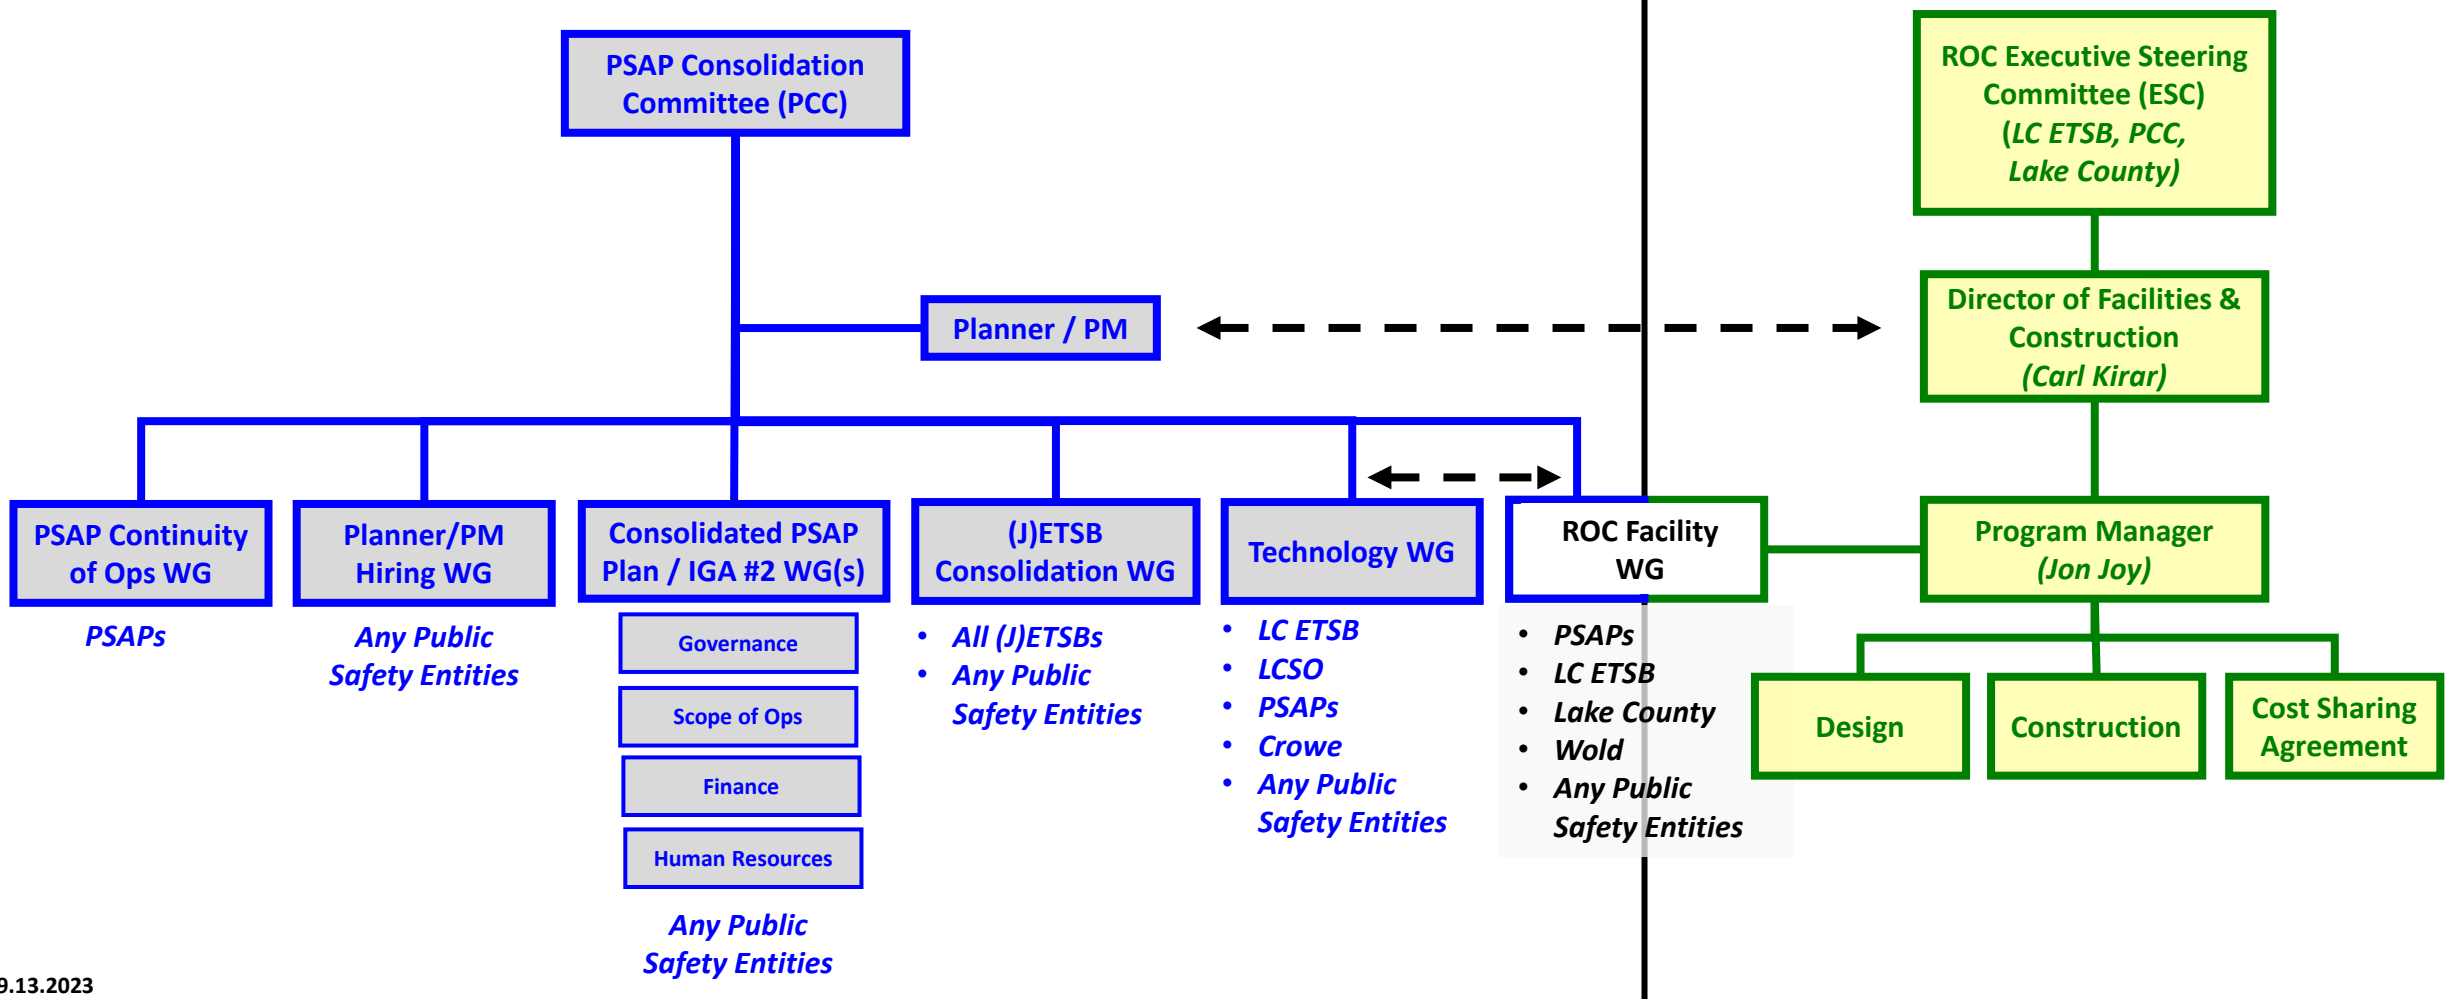 PSAP Consolidation
Committee (PCC)
ROC Executive Steering
Committee (ESC)
(LC ETSB, PCC,
Lake County)
Planner / PM
Director of Facilities &
Construction
(Carl Kirar)
PSAP Continuity
of Ops WG
Planner/PM
Hiring WG
Consolidated PSAP
Plan / IGA #2 WG(s)
(J)ETSB
Consolidation WG
Technology WG
ROC Facility
WG
Program Manager
(Jon Joy)
PSAPs
Any Public
Safety Entities
Governance
Scope of Ops
Finance
Human Resources
Any Public
Safety Entities
• All (J)ETSBs
• Any Public
Safety Entities
• LC ETSB
• LCSO
• PSAPs
• Crowe
• Any Public
Safety Entities
• PSAPs
• LC ETSB
• Lake County
• Wold
• Any Public
Safety Entities
Design
Construction
Cost Sharing
Agreement
9.13.2023